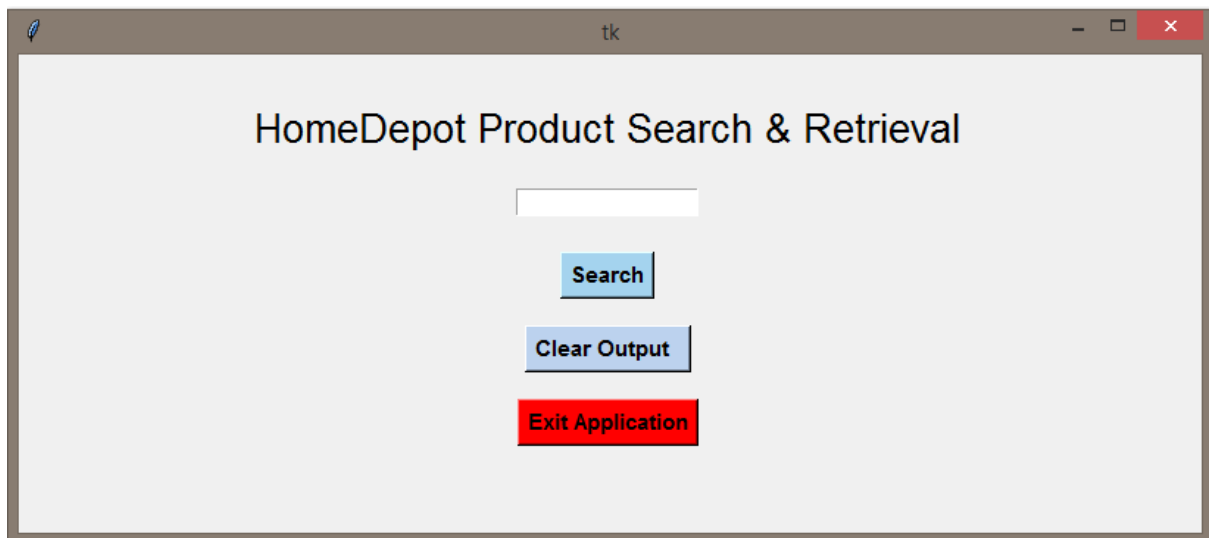 tk
HomeDepot Product Search & Retrieval
Search
Clear Output
Exit Application